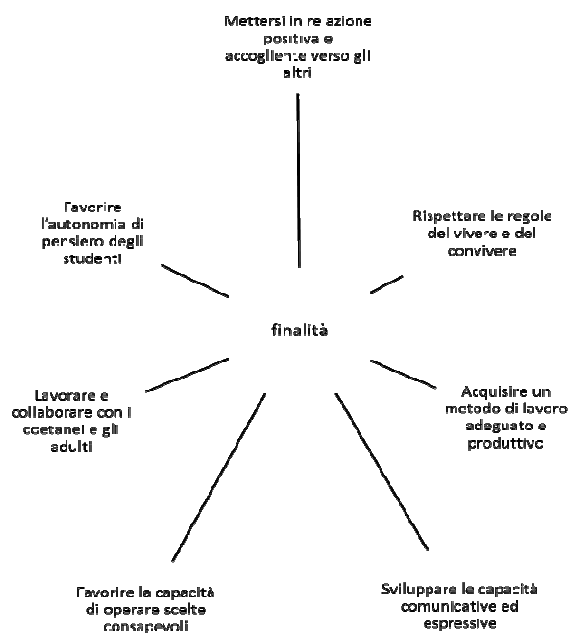 Mettersi in relazione
positiva e
accogliente verso gli
altri
Favorire
l'autonomia di
pensiero degli
studenti
Rispettare le regole
del vivere e del
convivere
finalità
Lavorare e
collaborare con i
coetanei e gli
adulti
Acquisire un
metodo di lavoro
adeguato e
produttivo
Favorire la capacità
di operare scelte
consapevoli
Sviluppare le capacità
comunicative ed
espressive